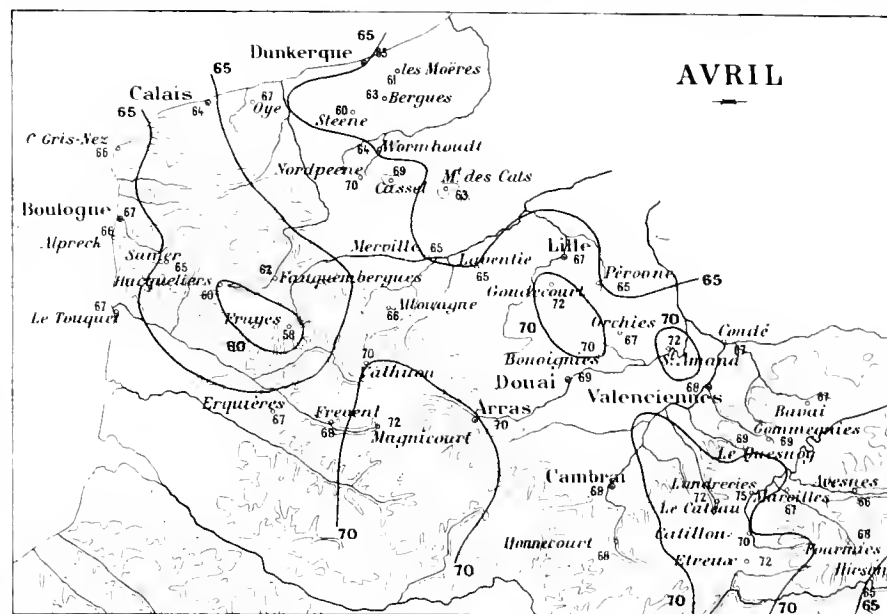 AVRIL
65
Dunkerque
65
les Moëres
61
65
Calais
64
67
Oye
63
Bergues
60
Steene
65
C. Gris-Nez
66
Wormhoudt
64
Nordpeene
70
69
Cassel
Mt des Cats
63
Boulogne
67
66
Alprech
Samer
65
Merville
65
Laventie
65
Lille
67
Péronne
65
65
Hucqueliers
60
Fauquembergues
Fruges
58
60
Allouagne
66
Goudecourt
72
70
70
Orchies
67
70
72
St Amand
Condé
67
67
Le Touquet
70
Bouvignies
Douai
69
Valenciennes
68
Erquières
67
Frévent
68
72
Magnicourt
Arras
70
67
Bavai
Gommegnies
69
69
Le Quesnoy
Cambrai
68
Landrecies
72
Le Cateau
75
Maroilles
67
Avesnes
66
Honnecourt
68
Catillon
70
Etreux
72
68
Fourmies
Hirson
65
65
70
70
70
70